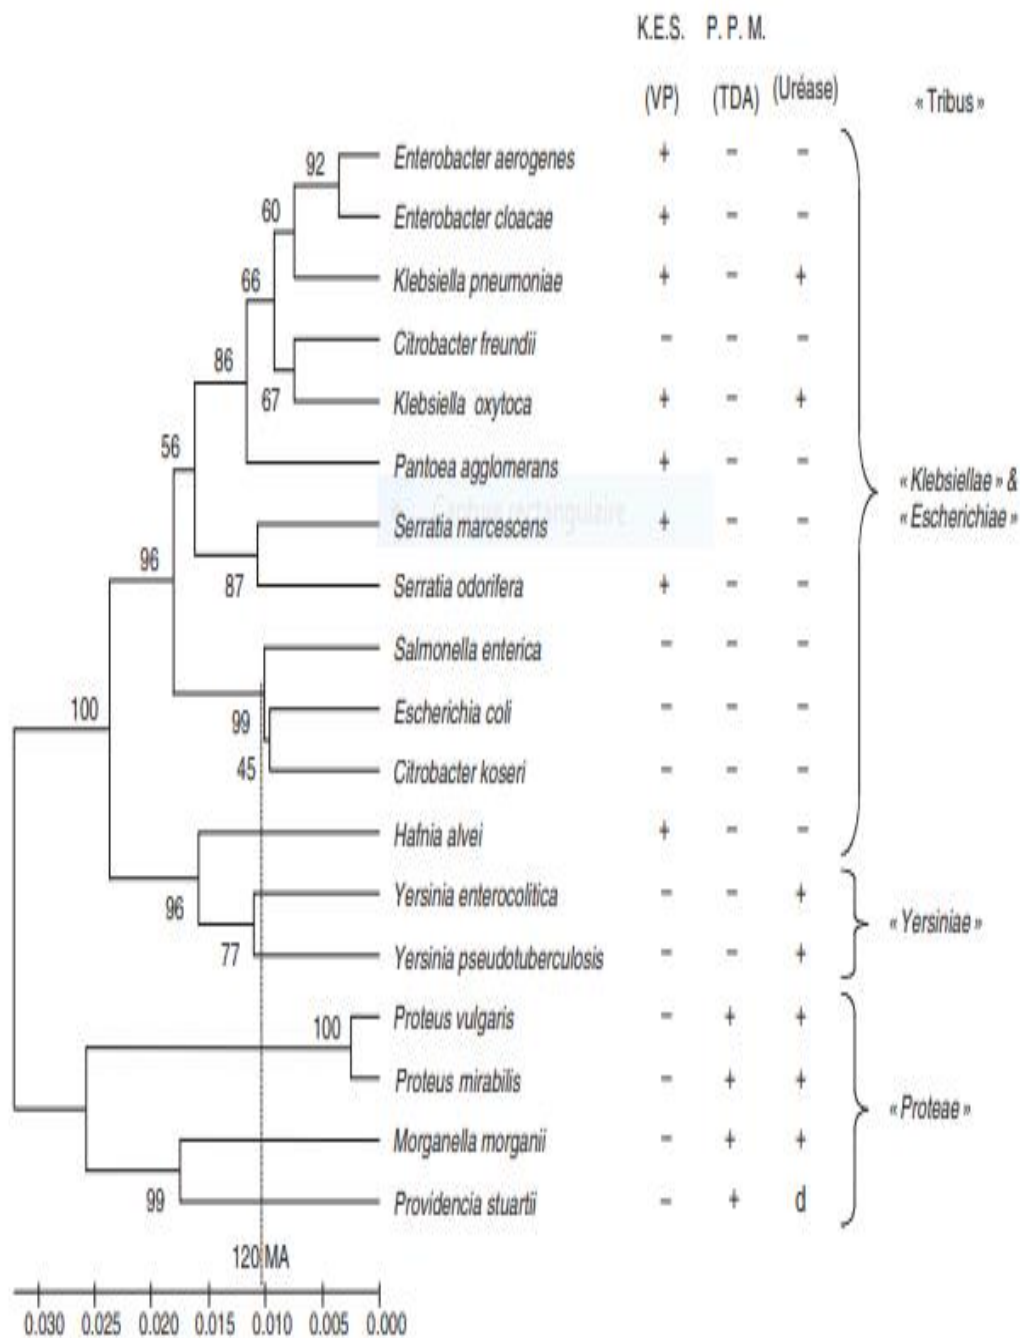 K.E.S. P. P. M.
(VP) (TDA) (Uréase) « Tribus »
92 Enterobacter aerogenes + - -
60 Enterobacter cloacae + - -
66 Klebsiella pneumoniae + - +
86 Citrobacter freundii - - -
67 Klebsiella oxytoca + - +
56 Pantoea agglomerans + - -
« Klebsiellae » &
« Escherichiae »
Capture rectangulaire
Serratia marcescens + - -
96 87 Serratia odorifera + - -
Salmonella enterica - - -
100 99 Escherichia coli - - -
45 Citrobacter koseri - - -
Hafnia alvei + - -
96 Yersinia enterocolitica - - +
« Yersiniae »
77 Yersinia pseudotuberculosis - - +
100 Proteus vulgaris - + +
Proteus mirabilis - + +
« Proteae »
Morganella morganii - + +
99 Providencia stuartii - + d
120 MA
0.030 0.025 0.020 0.015 0.010 0.005 0.000